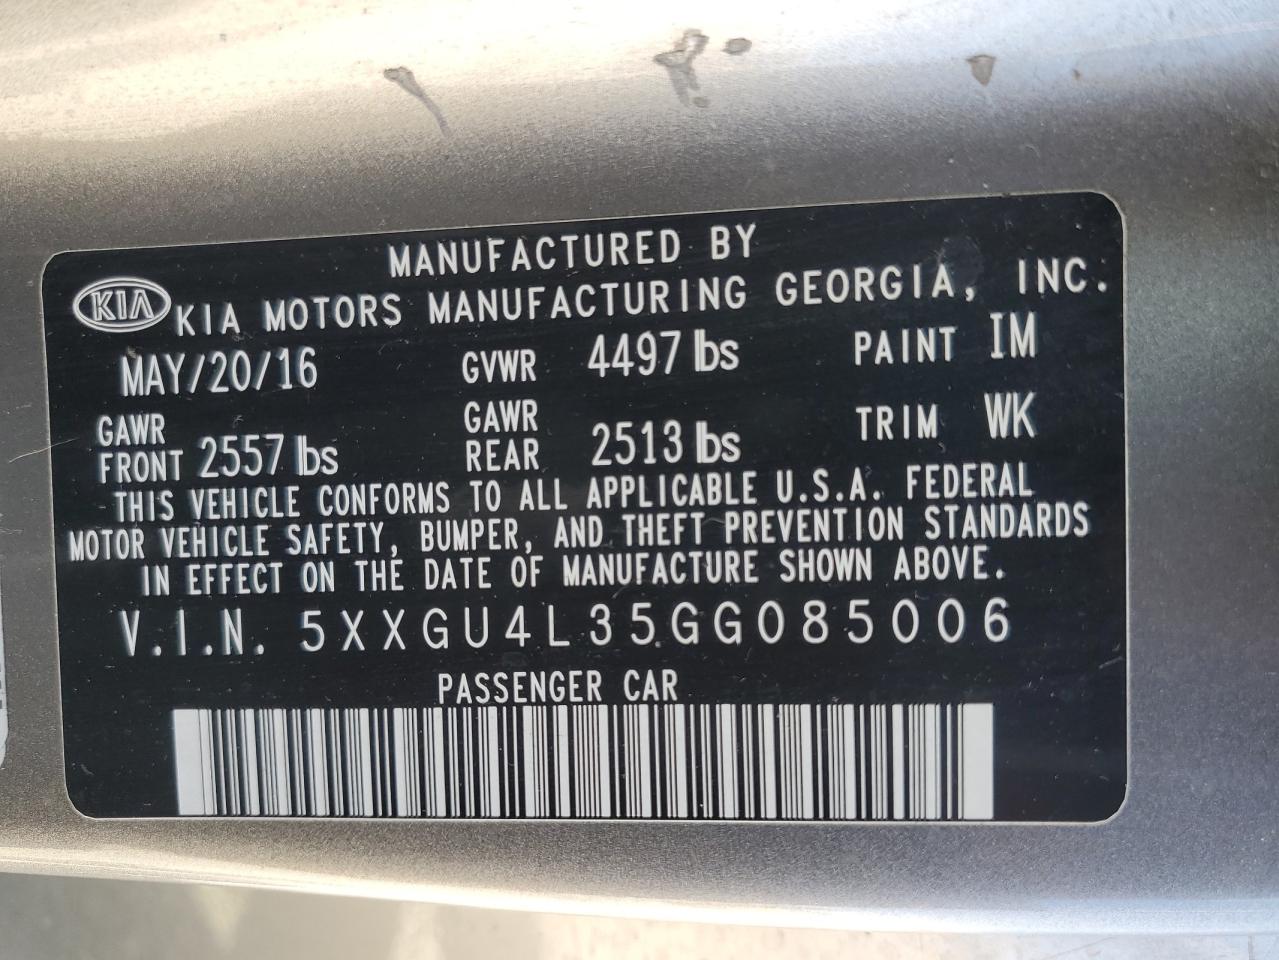 MANUFACTURED BY
KIA KIA MOTORS MANUFACTURING GEORGIA, INC.
MAY/20/16 GVWR 4497 lbs PAINT IM
GAWR FRONT 2557 lbs GAWR REAR 2513 lbs TRIM WK
THIS VEHICLE CONFORMS TO ALL APPLICABLE U.S.A. FEDERAL
MOTOR VEHICLE SAFETY, BUMPER, AND THEFT PREVENTION STANDARDS
IN EFFECT ON THE DATE OF MANUFACTURE SHOWN ABOVE.
V.I.N. 5XXGU4L35GG085006
PASSENGER CAR